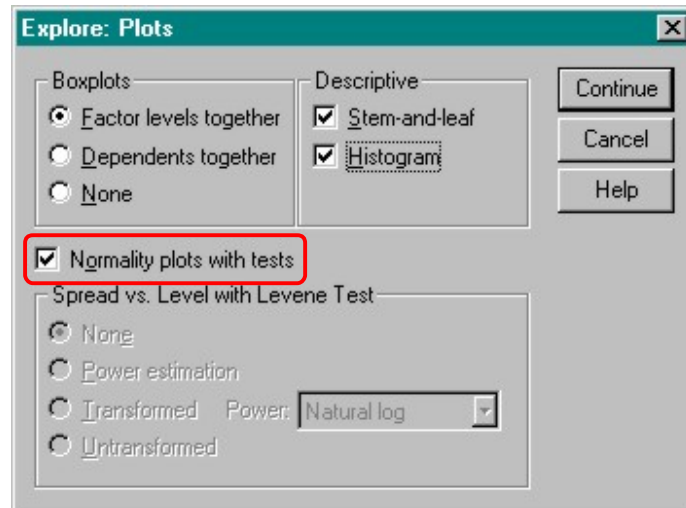 Explore: Plots
Boxplots
Factor levels together
Dependents together
None
Descriptive
Stem-and-leaf
Histogram
Continue
Cancel
Help
Normality plots with tests
Spread vs. Level with Levene Test
None
Power estimation
Transformed Power: Natural log
Untransformed